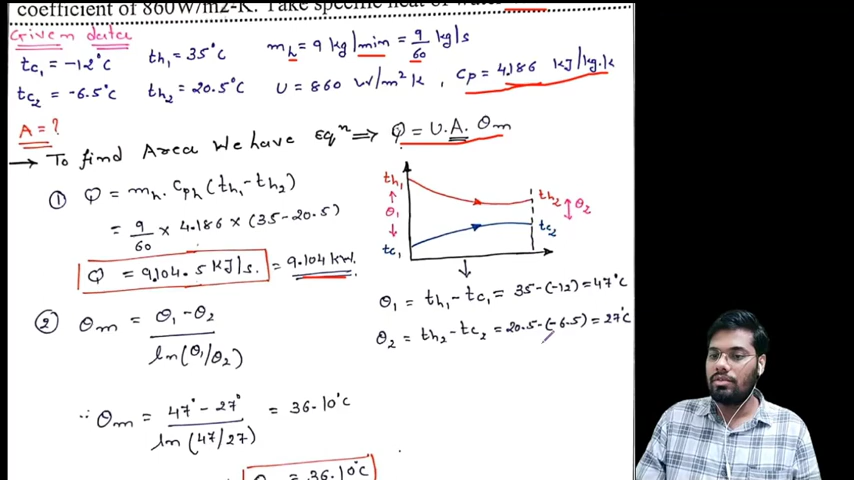 coefficient of 860W/m2-K. Take specific heat of water
Given data
tc₁ = -12°C th₁ = 35°C mh = 9 kg/min = 9/60 kg/s
tc₂ = -6.5°C th₂ = 20.5°C U = 860 W/m²K , Cp = 4.186 KJ/kg.k
A = ?
→ To find Area We have eqⁿ ⇒ Q = U.A. θm
① Q = mh. Cph (th₁ - th₂)
= 9/60 × 4.186 × (35-20.5)
Q = 9,104.5 KJ/s. = 9.104 kW.
th₁
θ₁
tc₁
th₂
θ₂
tc₂
θ₁ = th₁ - tc₁ = 35-(-12) = 47°C
θ₂ = th₂ - tc₂ = 20.5-(-6.5) = 27°C
② θm = θ₁ - θ₂ / ln(θ₁/θ₂)
∵ θm = 47° - 27° / ln(47/27) = 36.10°C
= 36.10°C